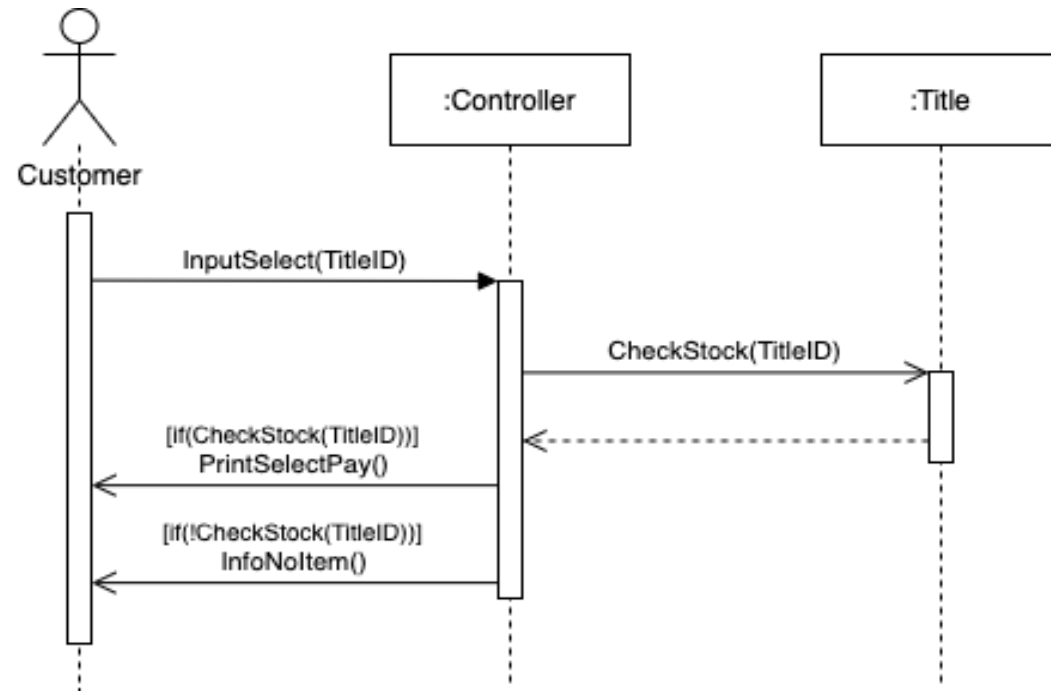 :Controller
:Title
Customer
InputSelect(TitleID)
CheckStock(TitleID)
[if(CheckStock(TitleID))]
PrintSelectPay()
[if(!CheckStock(TitleID))]
InfoNoItem()